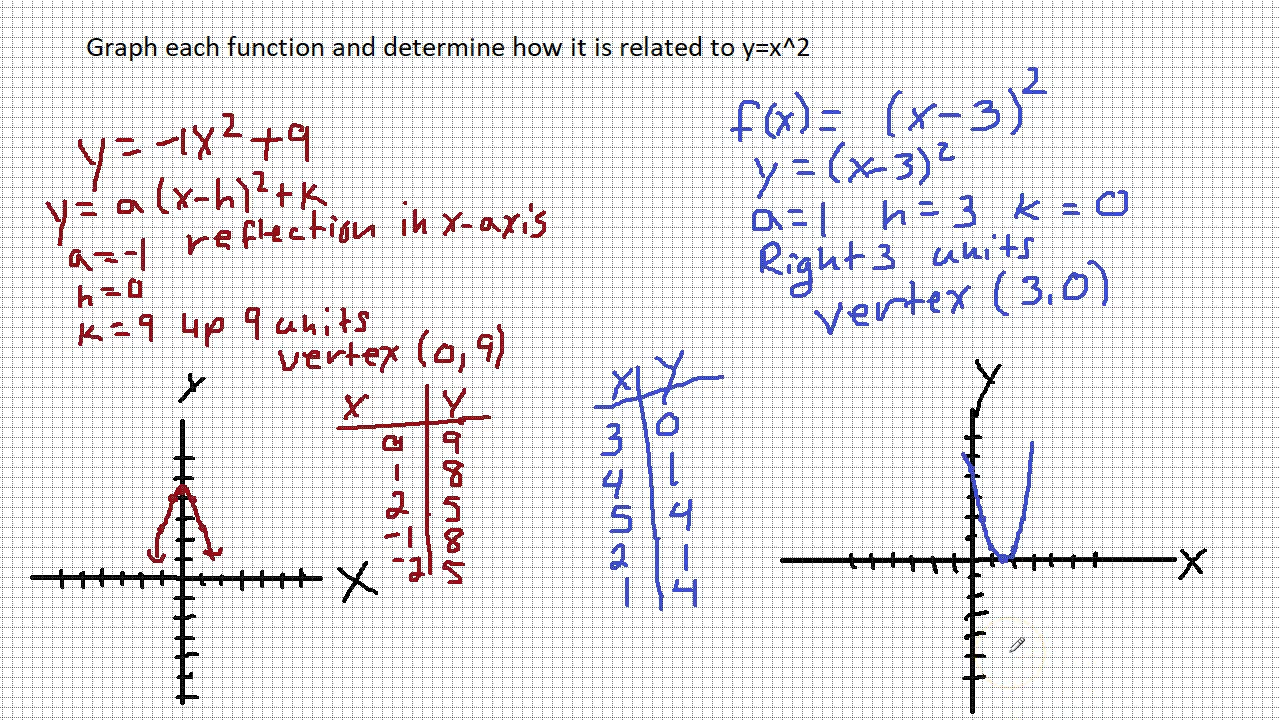 Graph each function and determine how it is related to y=x^2
y = -1x² + 9
y = a (x-h)² + k
a = -1 reflection in x-axis
h = 0
k = 9 up 9 units
vertex (0, 9)
X Y
0 9
1 8
2 5
-1 8
-2 5
Y
X
f(x) = (x-3)²
y = (x-3)²
a = 1 h = 3 k = 0
Right 3 units
vertex (3, 0)
X Y
3 0
4 1
5 4
2 1
1 4
Y
X